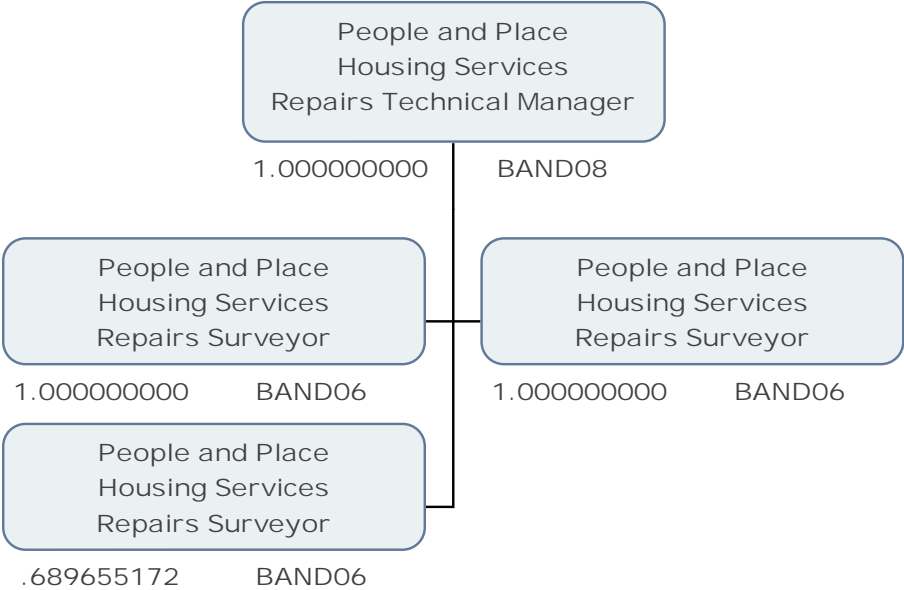 People and Place
Housing Services
Repairs Technical Manager
1.000000000 BAND08
People and Place
Housing Services
Repairs Surveyor
1.000000000 BAND06
People and Place
Housing Services
Repairs Surveyor
1.000000000 BAND06
People and Place
Housing Services
Repairs Surveyor
.689655172 BAND06